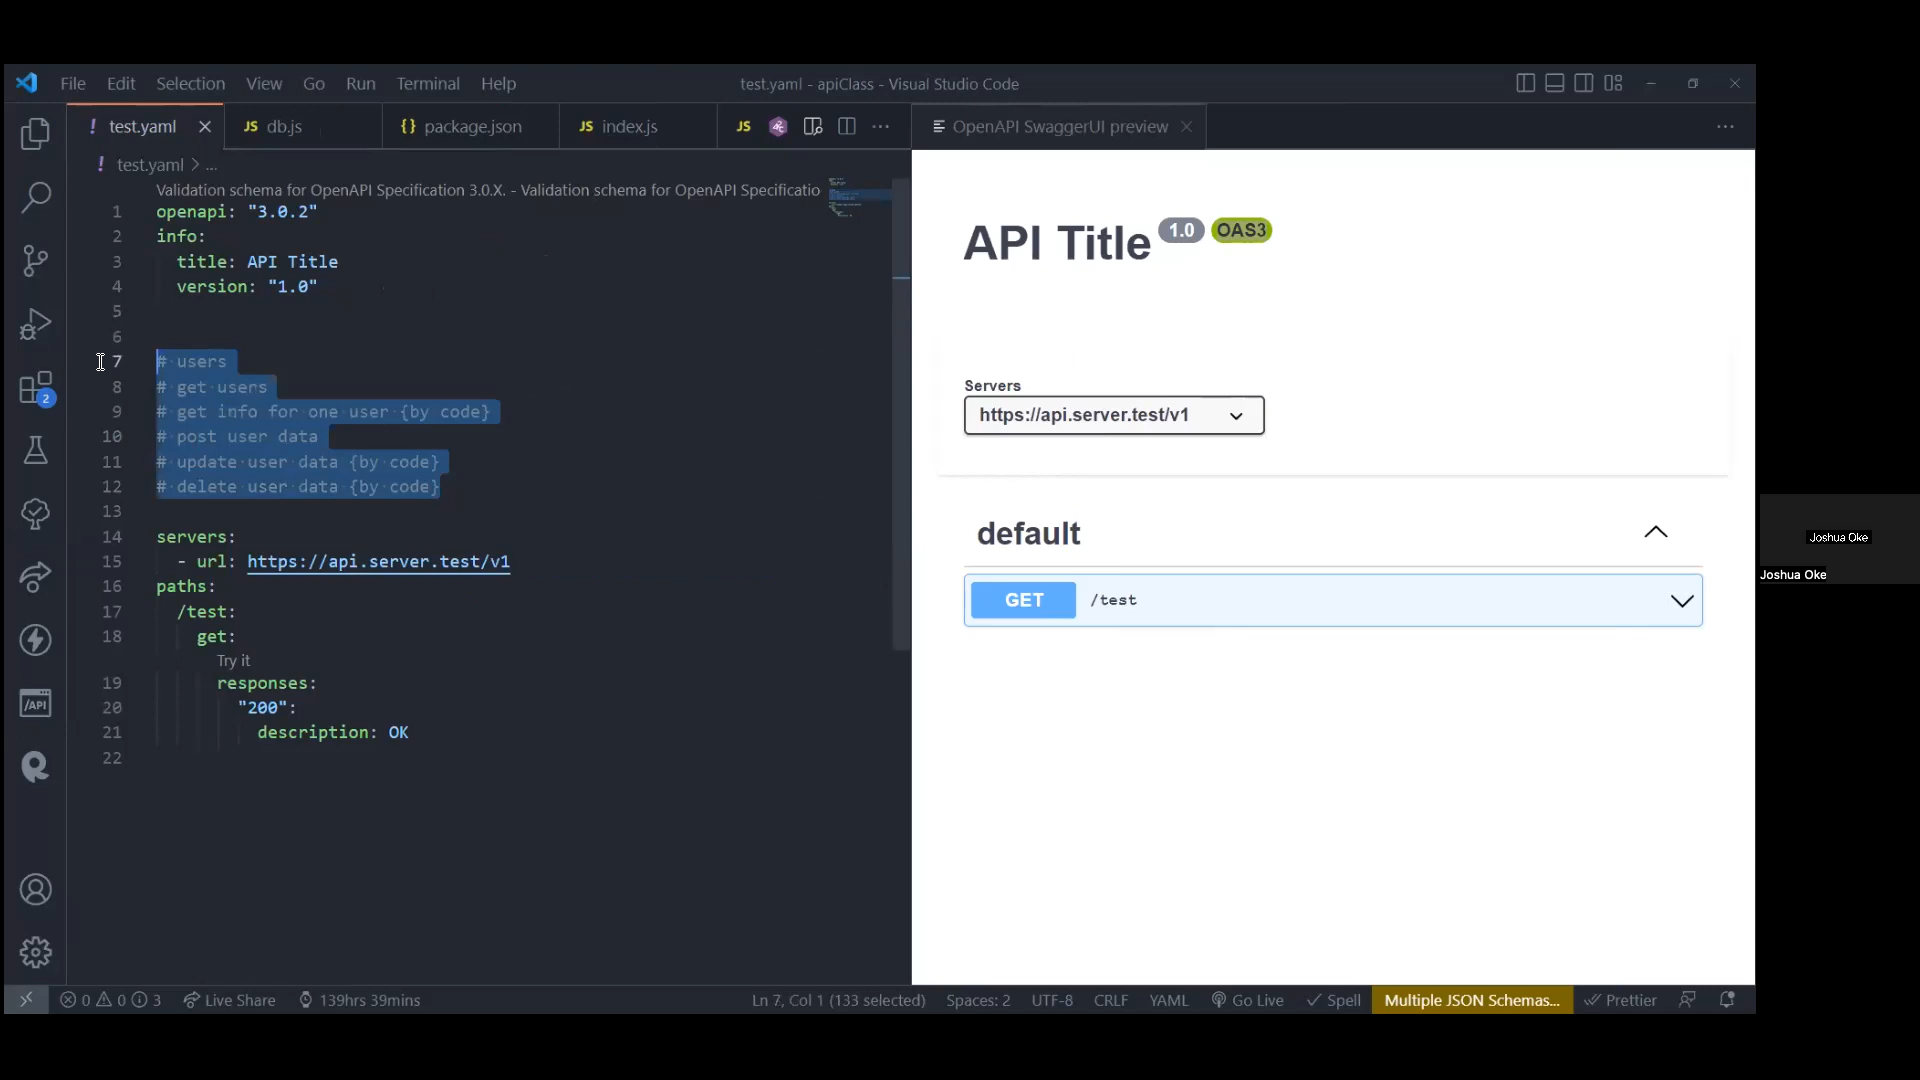 File Edit Selection View Go Run Terminal Help
test.yaml - apiClass - Visual Studio Code
! test.yaml
JS db.js
{} package.json
JS index.js
JS
OpenAPI SwaggerUI preview
! test.yaml > ...
Validation schema for OpenAPI Specification 3.0.X. - Validation schema for OpenAPI Specificatio
1 openapi: "3.0.2"
2 info:
3 title: API Title
4 version: "1.0"
5
6
7 # users
8 # get users
9 # get info for one user {by code}
10 # post user data
11 # update user data {by code}
12 # delete user data {by code}
13
14 servers:
15 - url: https://api.server.test/v1
16 paths:
17 /test:
18 get:
Try it
19 responses:
20 "200":
21 description: OK
22
2
/API
API Title 1.0 OAS3
Servers
https://api.server.test/v1
default
GET /test
Joshua Oke
Joshua Oke
0 0 3 Live Share 139hrs 39mins
Ln 7, Col 1 (133 selected) Spaces: 2 UTF-8 CRLF YAML Go Live Spell Multiple JSON Schemas... Prettier